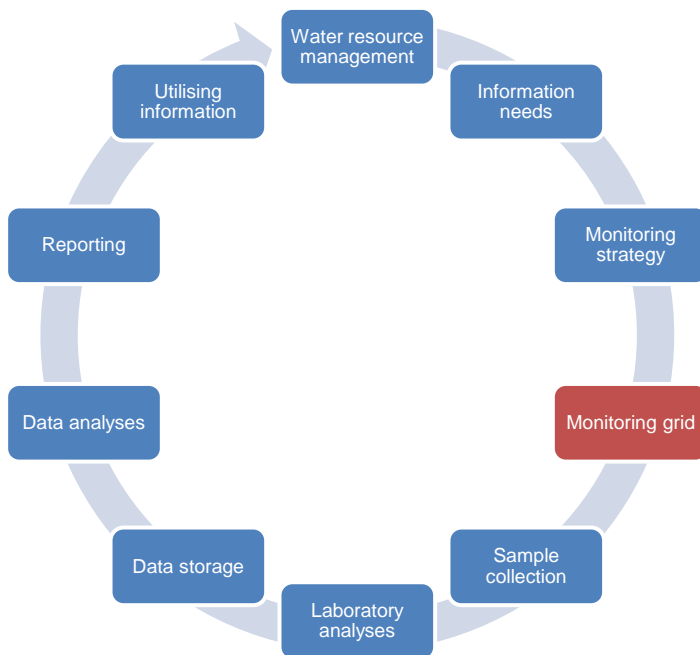 Water resource
management
Information
needs
Monitoring
strategy
Monitoring grid
Sample
collection
Laboratory
analyses
Data storage
Data analyses
Reporting
Utilising
information